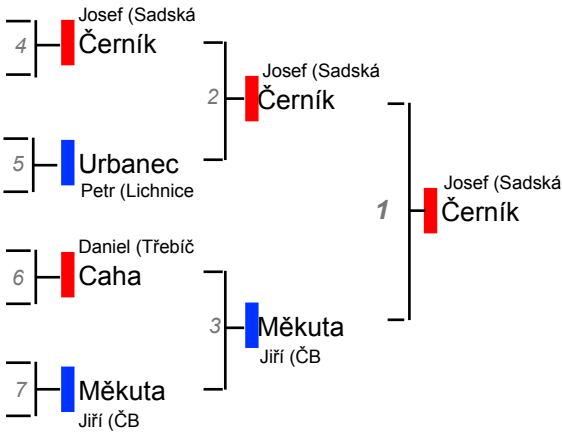 Josef (Sadská
4
Černík
2
Josef (Sadská
Černík
5
Urbanec
Petr (Lichnice
1
Josef (Sadská
Černík
Daniel (Třebíč
6
Caha
3
Měkuta
Jiří (ČB
7
Měkuta
Jiří (ČB